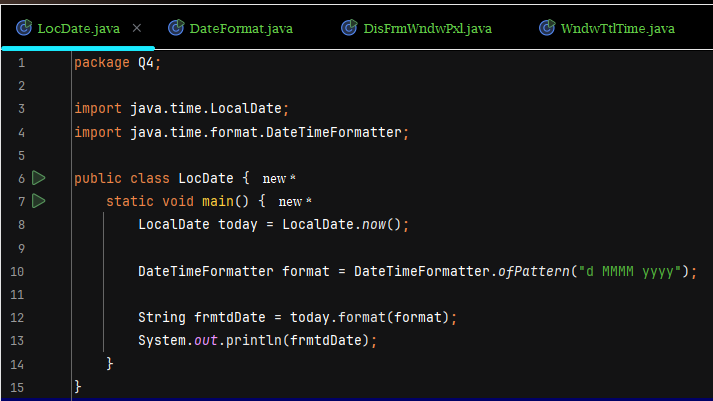 LocDate.java × DateFormat.java DisFrmWndwPxl.java WndwTtlTime.java
1 package Q4;
2
3 import java.time.LocalDate;
4 import java.time.format.DateTimeFormatter;
5
6 public class LocDate { new *
7 static void main() { new *
8 LocalDate today = LocalDate.now();
9
10 DateTimeFormatter format = DateTimeFormatter.ofPattern("d MMMM yyyy");
11
12 String frmtdDate = today.format(format);
13 System.out.println(frmtdDate);
14 }
15 }